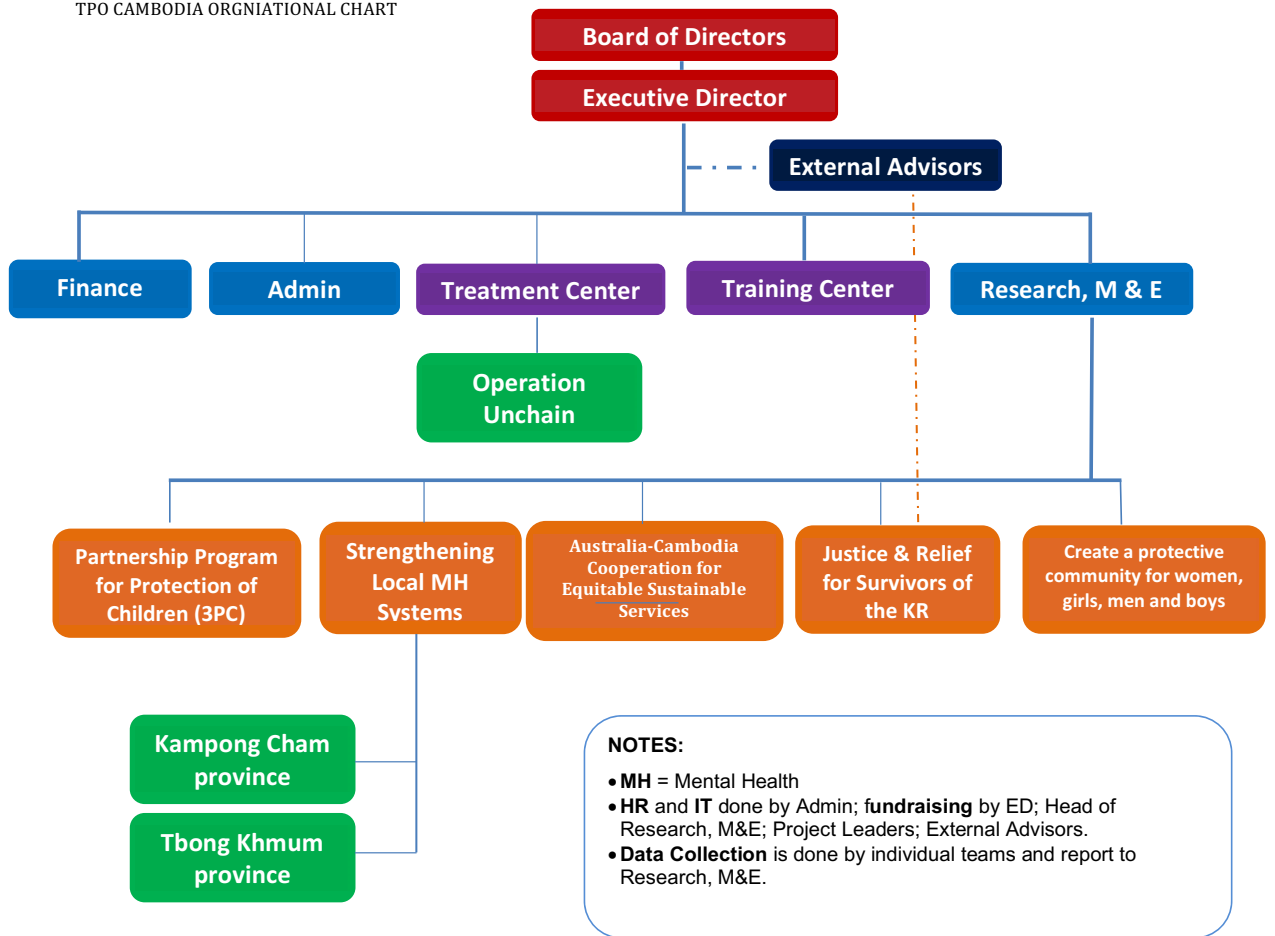 TPO CAMBODIA ORGNIATIONAL CHART
Board of Directors
Executive Director
External Advisors
Finance
Admin
Treatment Center
Training Center
Research, M & E
Operation
Unchain
Partnership Program
for Protection of
Children (3PC)
Strengthening
Local MH
Systems
Australia-Cambodia
Cooperation for
Equitable Sustainable
Services
Justice & Relief
for Survivors of
the KR
Create a protective
community for women,
girls, men and boys
Kampong Cham
province
Tbong Khmum
province
NOTES:
• MH = Mental Health
• HR and IT done by Admin; fundraising by ED; Head of
Research, M&E; Project Leaders; External Advisors.
• Data Collection is done by individual teams and report to
Research, M&E.